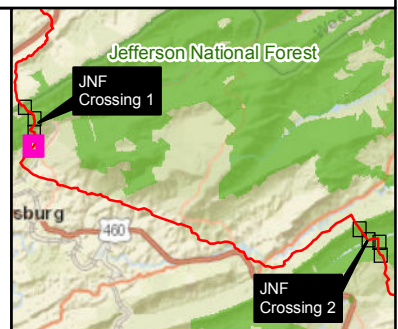 Jefferson National Forest
JNF
Crossing 1
sburg
460
JNF
Crossing 2